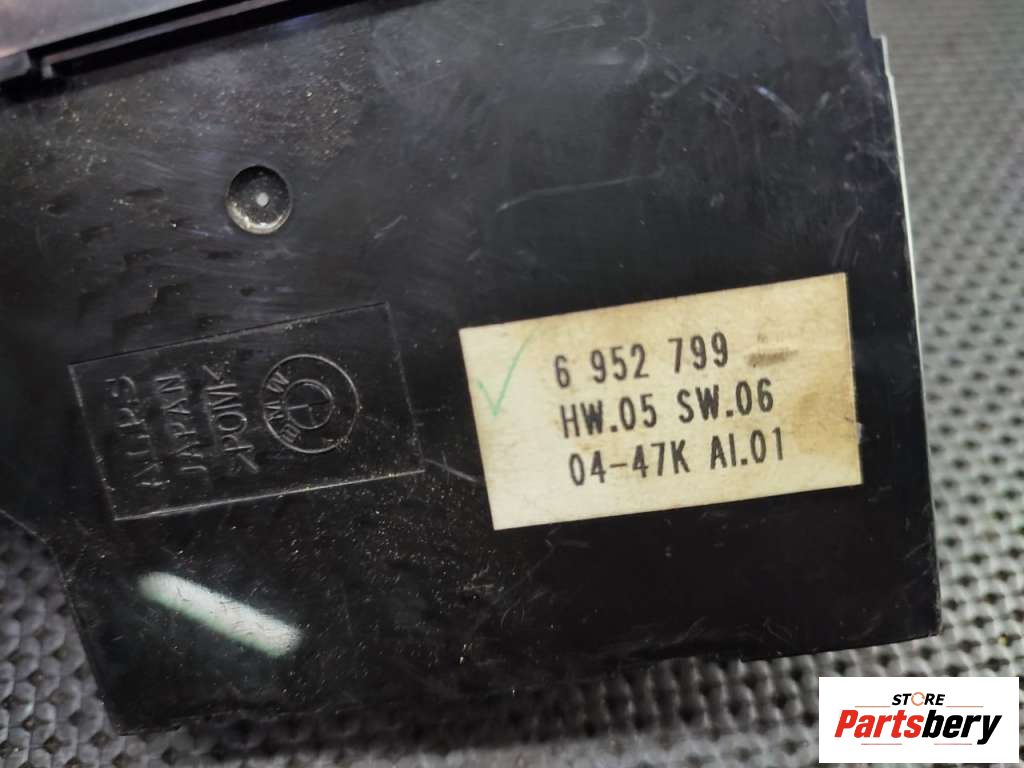 ALPS
JAPAN
>POM<
BMW
6 952 799
HW.05 SW.06
04-47K AI.01
STORE
Partsbery